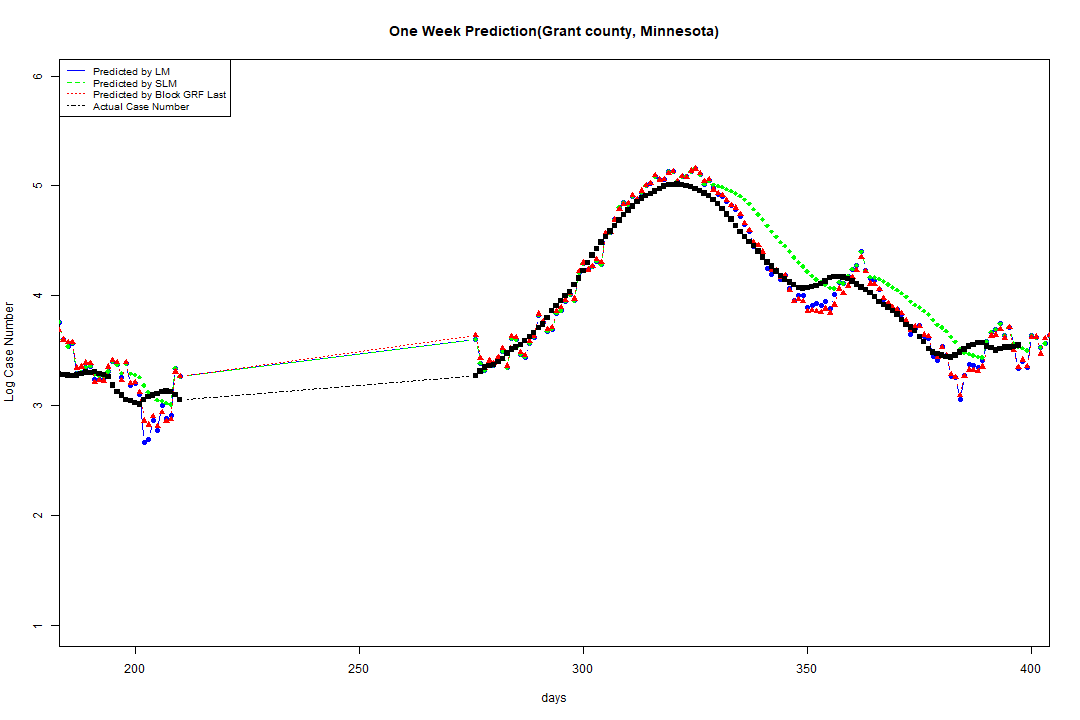 One Week Prediction(Grant county, Minnesota)
Predicted by LM
Predicted by SLM
Predicted by Block GRF Last
Actual Case Number
6
5
4
3
2
1
Log Case Number
200
250
300
350
400
days